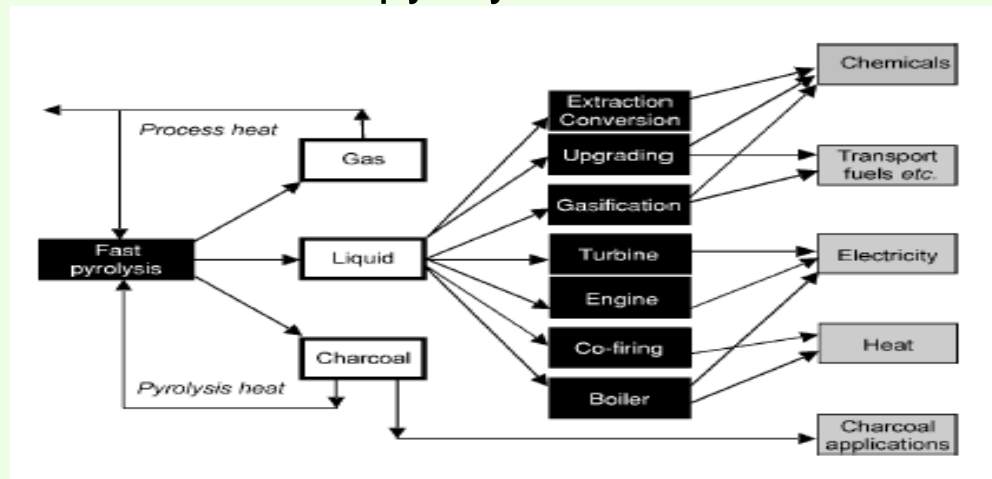 Process heat
Gas
Fast
pyrolysis
Liquid
Charcoal
Pyrolysis heat
Extraction
Conversion
Upgrading
Gasification
Turbine
Engine
Co-firing
Boiler
Chemicals
Transport
fuels etc.
Electricity
Heat
Charcoal
applications